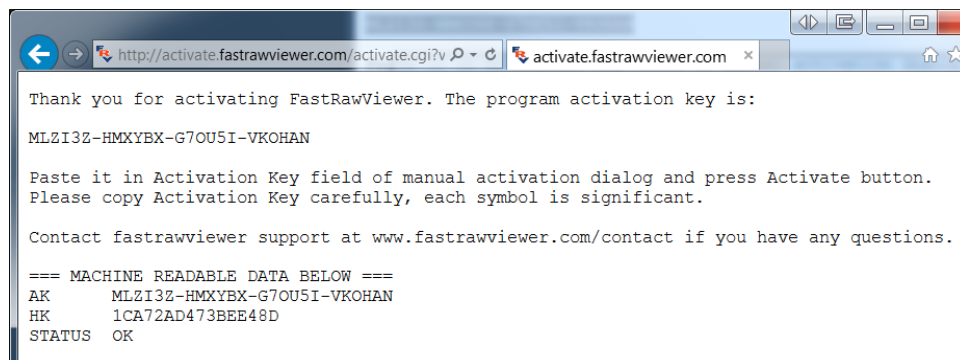 http://activate.fastrawviewer.com/activate.cgi?v
activate.fastrawviewer.com
Thank you for activating FastRawViewer. The program activation key is:
MLZI3Z-HMXYBX-G7OU5I-VKOHAN
Paste it in Activation Key field of manual activation dialog and press Activate button.
Please copy Activation Key carefully, each symbol is significant.
Contact fastrawviewer support at www.fastrawviewer.com/contact if you have any questions.
=== MACHINE READABLE DATA BELOW ===
AK MLZI3Z-HMXYBX-G7OU5I-VKOHAN
HK 1CA72AD473BEE48D
STATUS OK